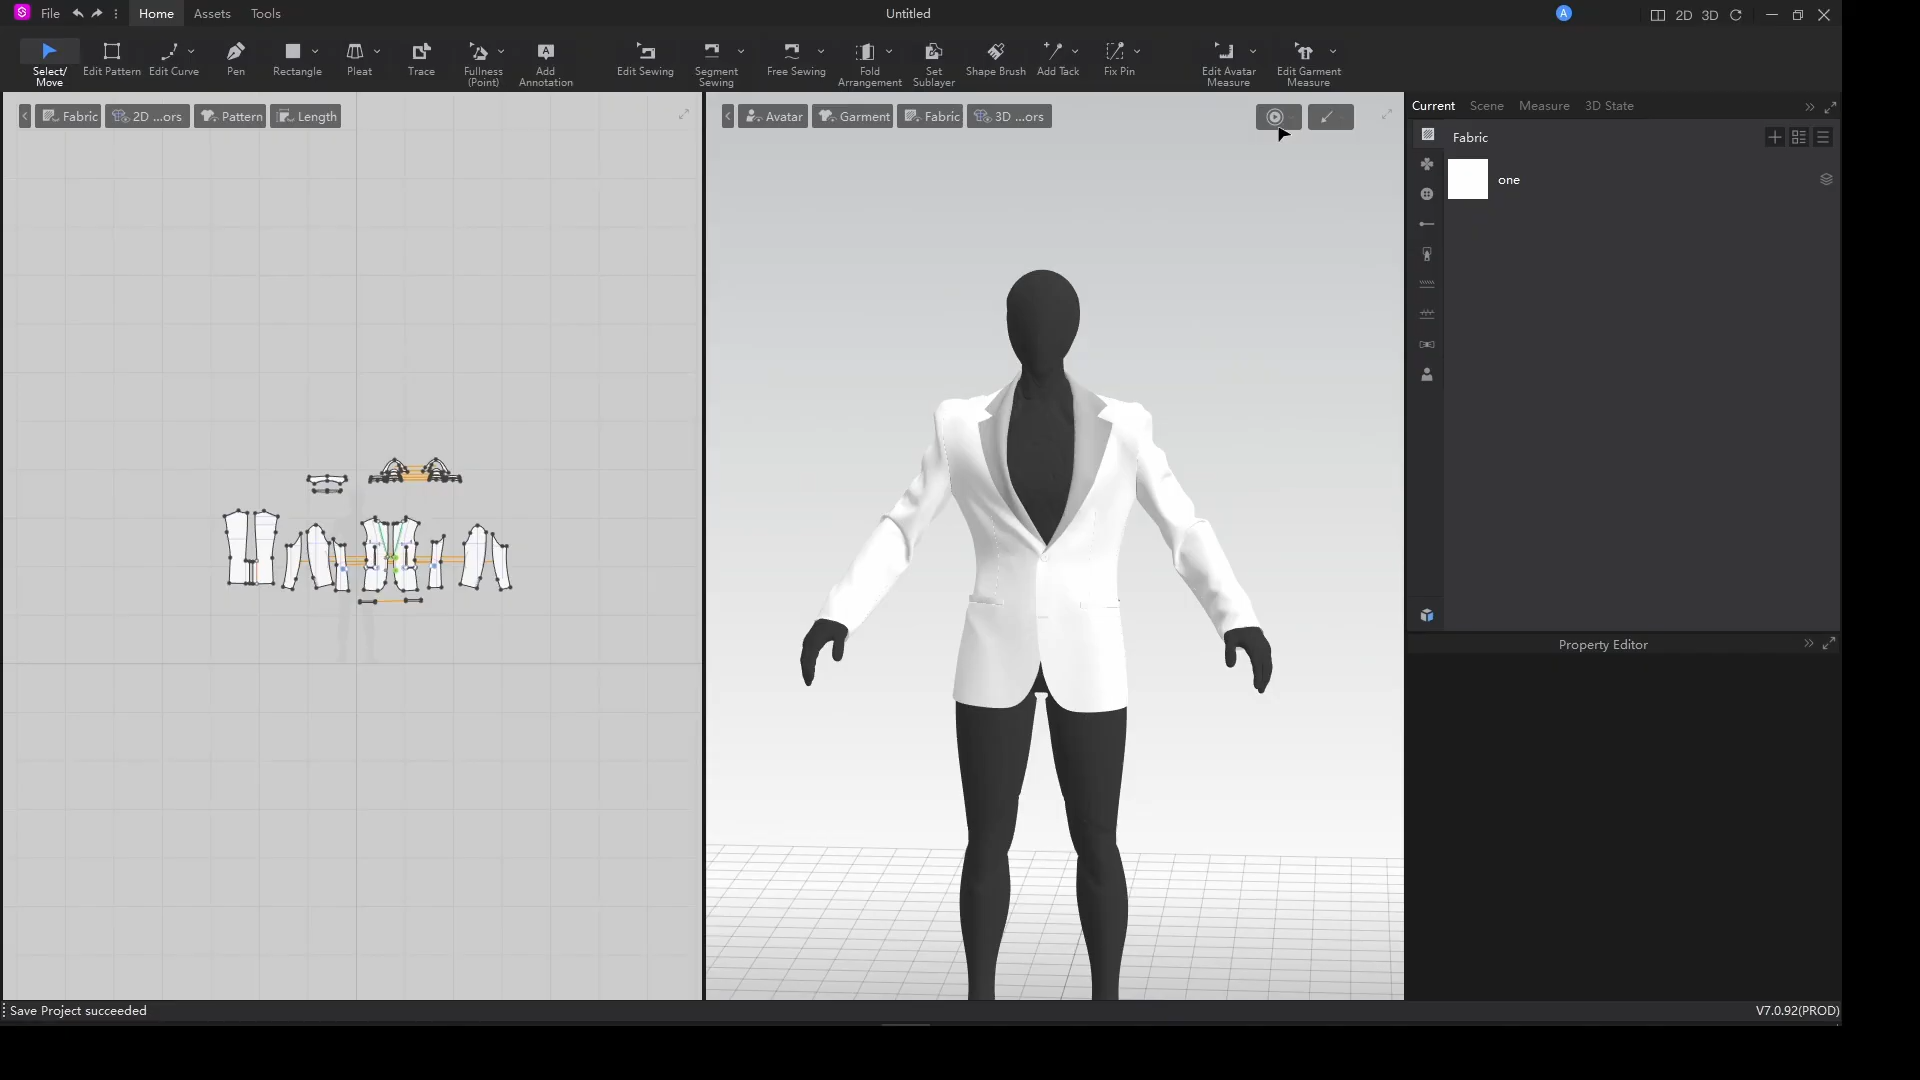 File Home Assets Tools Untitled A 2D 3D
Select/ Move Edit Pattern Edit Curve Pen Rectangle Pleat Trace Fullness (Point) Add Annotation Edit Sewing Segment Sewing Free Sewing Fold Arrangement Set Sublayer Shape Brush Add Tack Fix Pin Edit Avatar Measure Edit Garment Measure
Fabric 2D ...ors Pattern Length Avatar Garment Fabric 3D ...ors
Current Scene Measure 3D State
Fabric
one
Property Editor
Save Project succeeded V7.0.92(PROD)